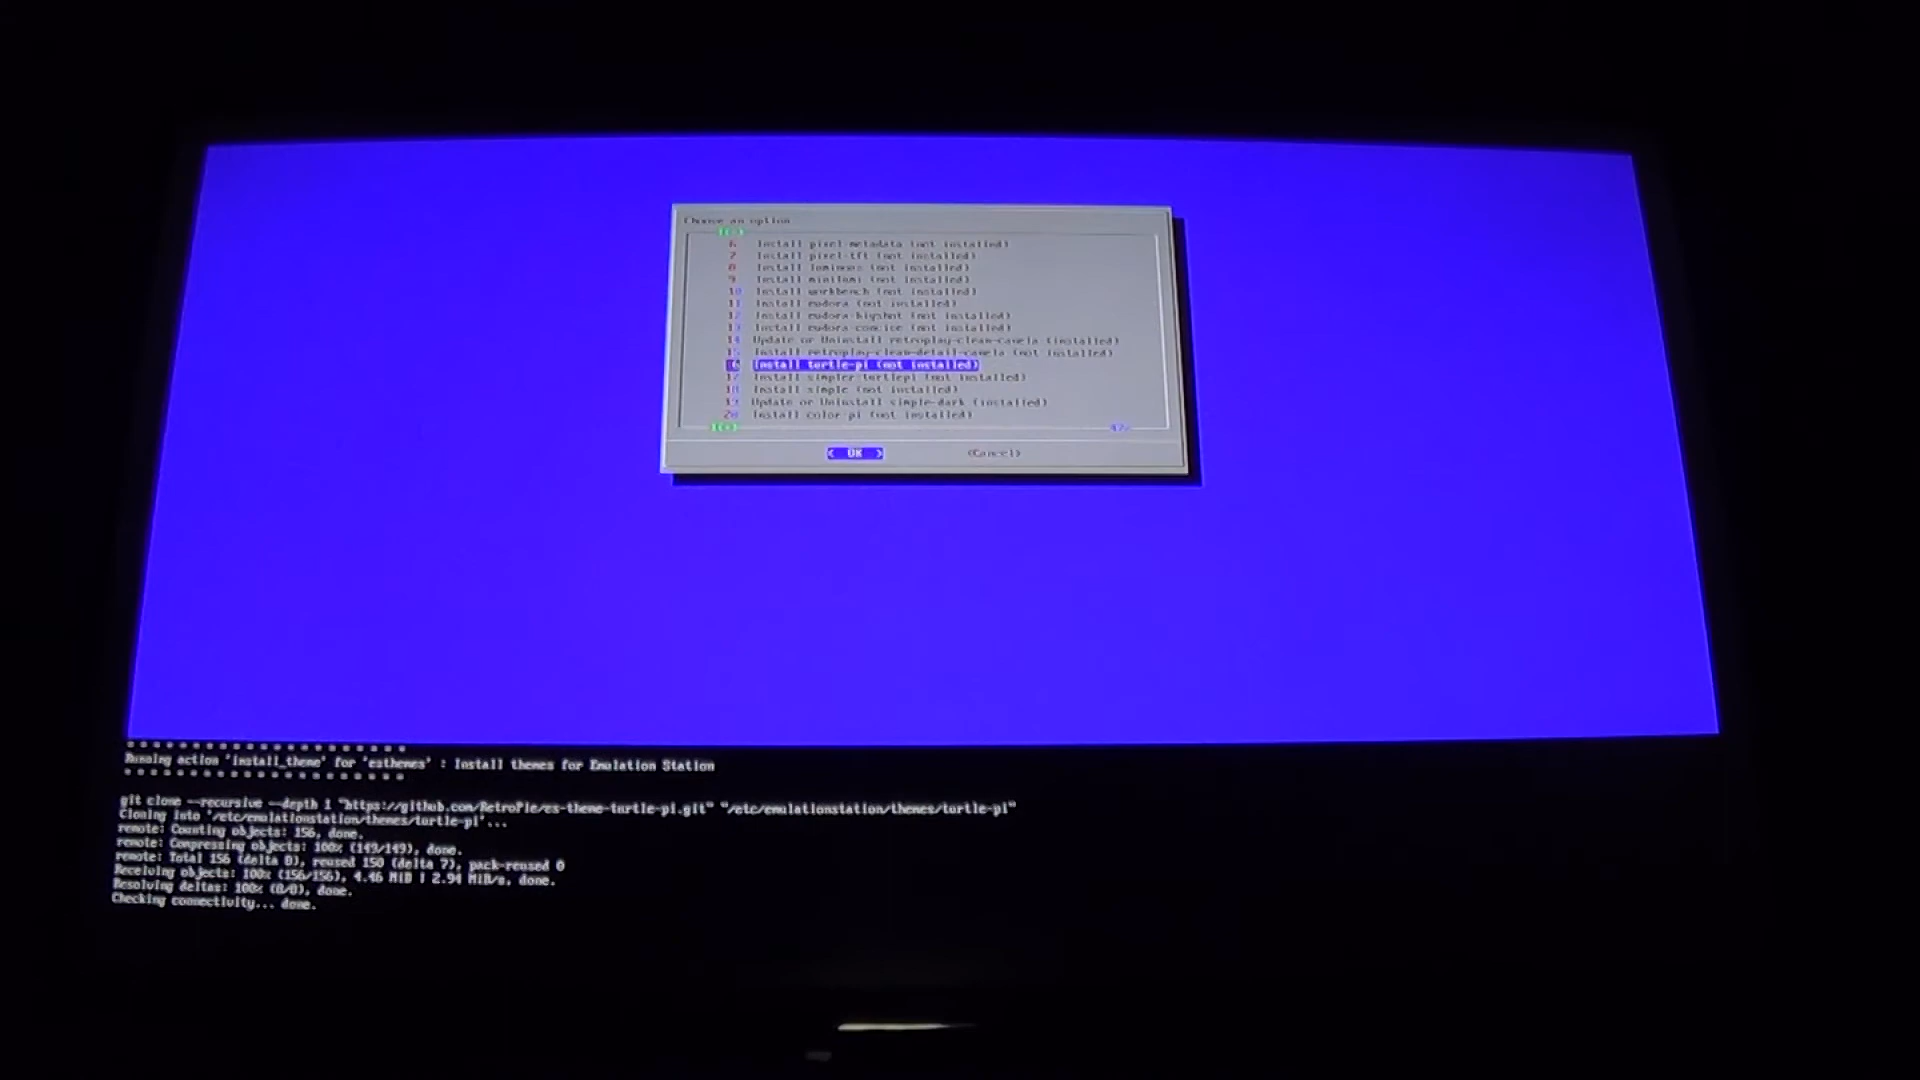 Choose an option
6 Install pixel-metadata (not installed)
7 Install pixel-tft (not installed)
8 Install luminous (not installed)
9 Install minilumi (not installed)
10 Install workbench (not installed)
11 Install eudora (not installed)
12 Install eudora-bigshot (not installed)
13 Install eudora-concise (not installed)
14 Update or Uninstall retroplay-clean-canela (installed)
15 Install retroplay-clean-detail-canela (not installed)
16 Install turtle-pi (not installed)
17 Install simpler-turtlepi (not installed)
18 Install simple (not installed)
19 Update or Uninstall simple-dark (installed)
20 Install color-pi (not installed)
< OK > <Cancel>
Running action 'install_theme' for 'esthemes' : Install themes for Emulation Station
git clone --recursive --depth 1 "https://github.com/RetroPie/es-theme-turtle-pi.git" "/etc/emulationstation/themes/turtle-pi"
Cloning into '/etc/emulationstation/themes/turtle-pi'...
remote: Counting objects: 156, done.
remote: Compressing objects: 100% (149/149), done.
remote: Total 156 (delta 0), reused 150 (delta 7), pack-reused 0
Receiving objects: 100% (156/156), 4.46 MiB | 2.94 MiB/s, done.
Resolving deltas: 100% (0/0), done.
Checking connectivity... done.